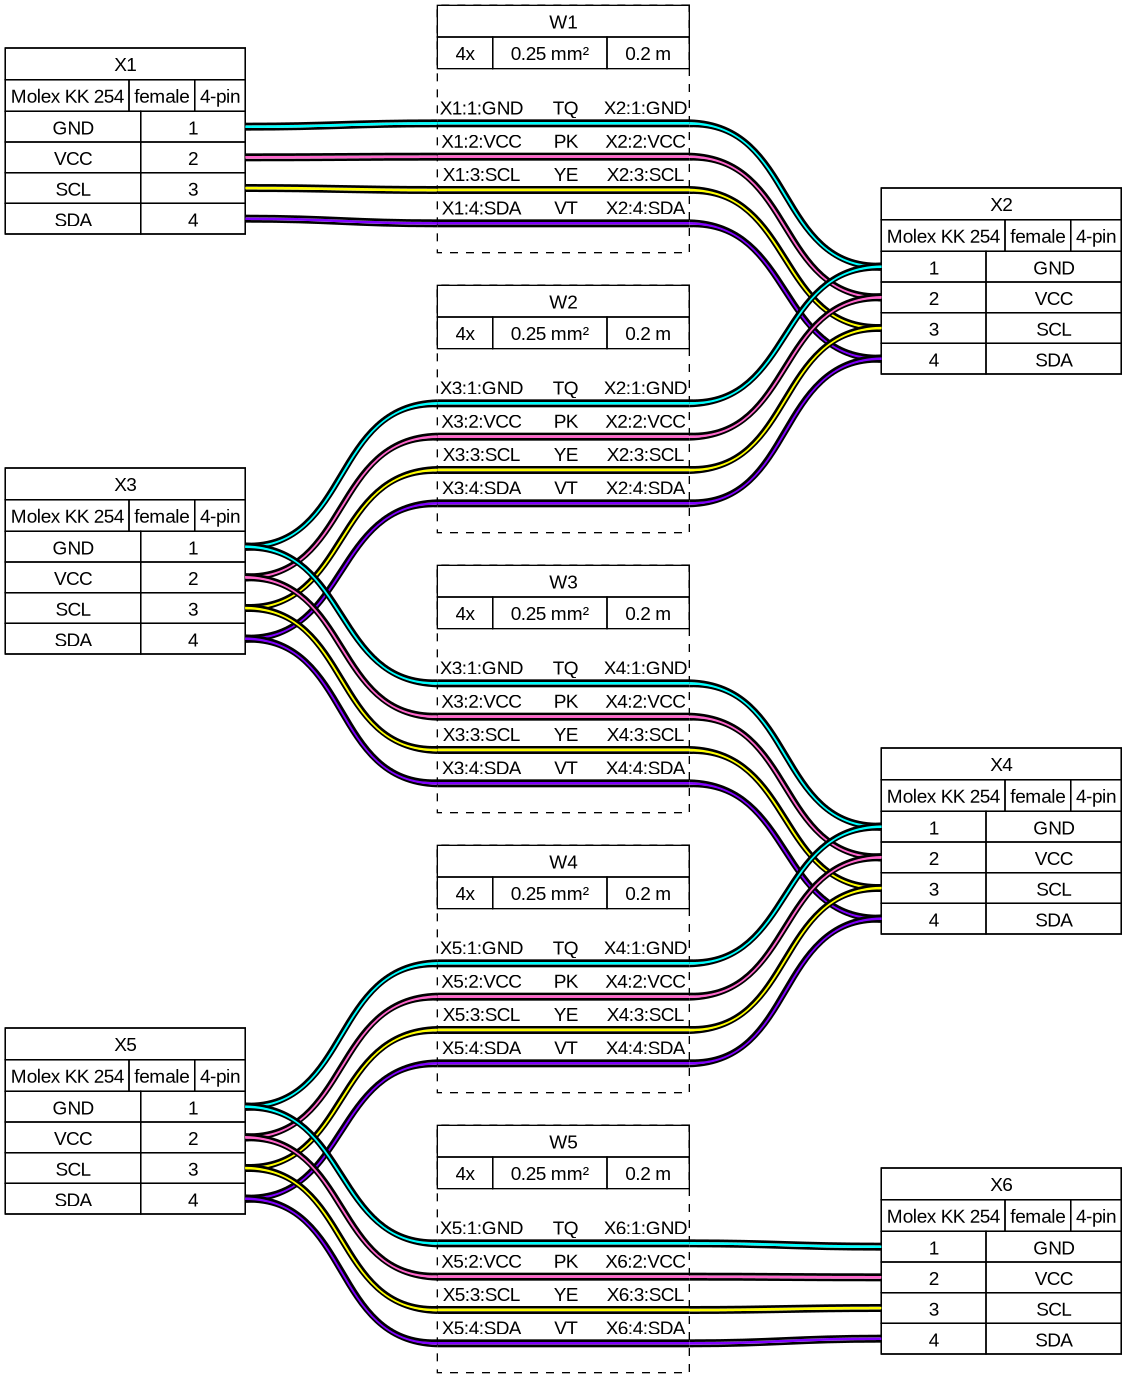 W1
4x 0.25 mm² 0.2 m
X1
Molex KK 254 female 4-pin
GND 1
VCC 2
SCL 3
SDA 4
X1:1:GND TQ X2:1:GND
X1:2:VCC PK X2:2:VCC
X1:3:SCL YE X2:3:SCL
X1:4:SDA VT X2:4:SDA
X2
Molex KK 254 female 4-pin
1 GND
2 VCC
3 SCL
4 SDA
W2
4x 0.25 mm² 0.2 m
X3:1:GND TQ X2:1:GND
X3:2:VCC PK X2:2:VCC
X3:3:SCL YE X2:3:SCL
X3:4:SDA VT X2:4:SDA
X3
Molex KK 254 female 4-pin
GND 1
VCC 2
SCL 3
SDA 4
W3
4x 0.25 mm² 0.2 m
X3:1:GND TQ X4:1:GND
X3:2:VCC PK X4:2:VCC
X3:3:SCL YE X4:3:SCL
X3:4:SDA VT X4:4:SDA
X4
Molex KK 254 female 4-pin
1 GND
2 VCC
3 SCL
4 SDA
W4
4x 0.25 mm² 0.2 m
X5:1:GND TQ X4:1:GND
X5:2:VCC PK X4:2:VCC
X5:3:SCL YE X4:3:SCL
X5:4:SDA VT X4:4:SDA
X5
Molex KK 254 female 4-pin
GND 1
VCC 2
SCL 3
SDA 4
W5
4x 0.25 mm² 0.2 m
X5:1:GND TQ X6:1:GND
X5:2:VCC PK X6:2:VCC
X5:3:SCL YE X6:3:SCL
X5:4:SDA VT X6:4:SDA
X6
Molex KK 254 female 4-pin
1 GND
2 VCC
3 SCL
4 SDA